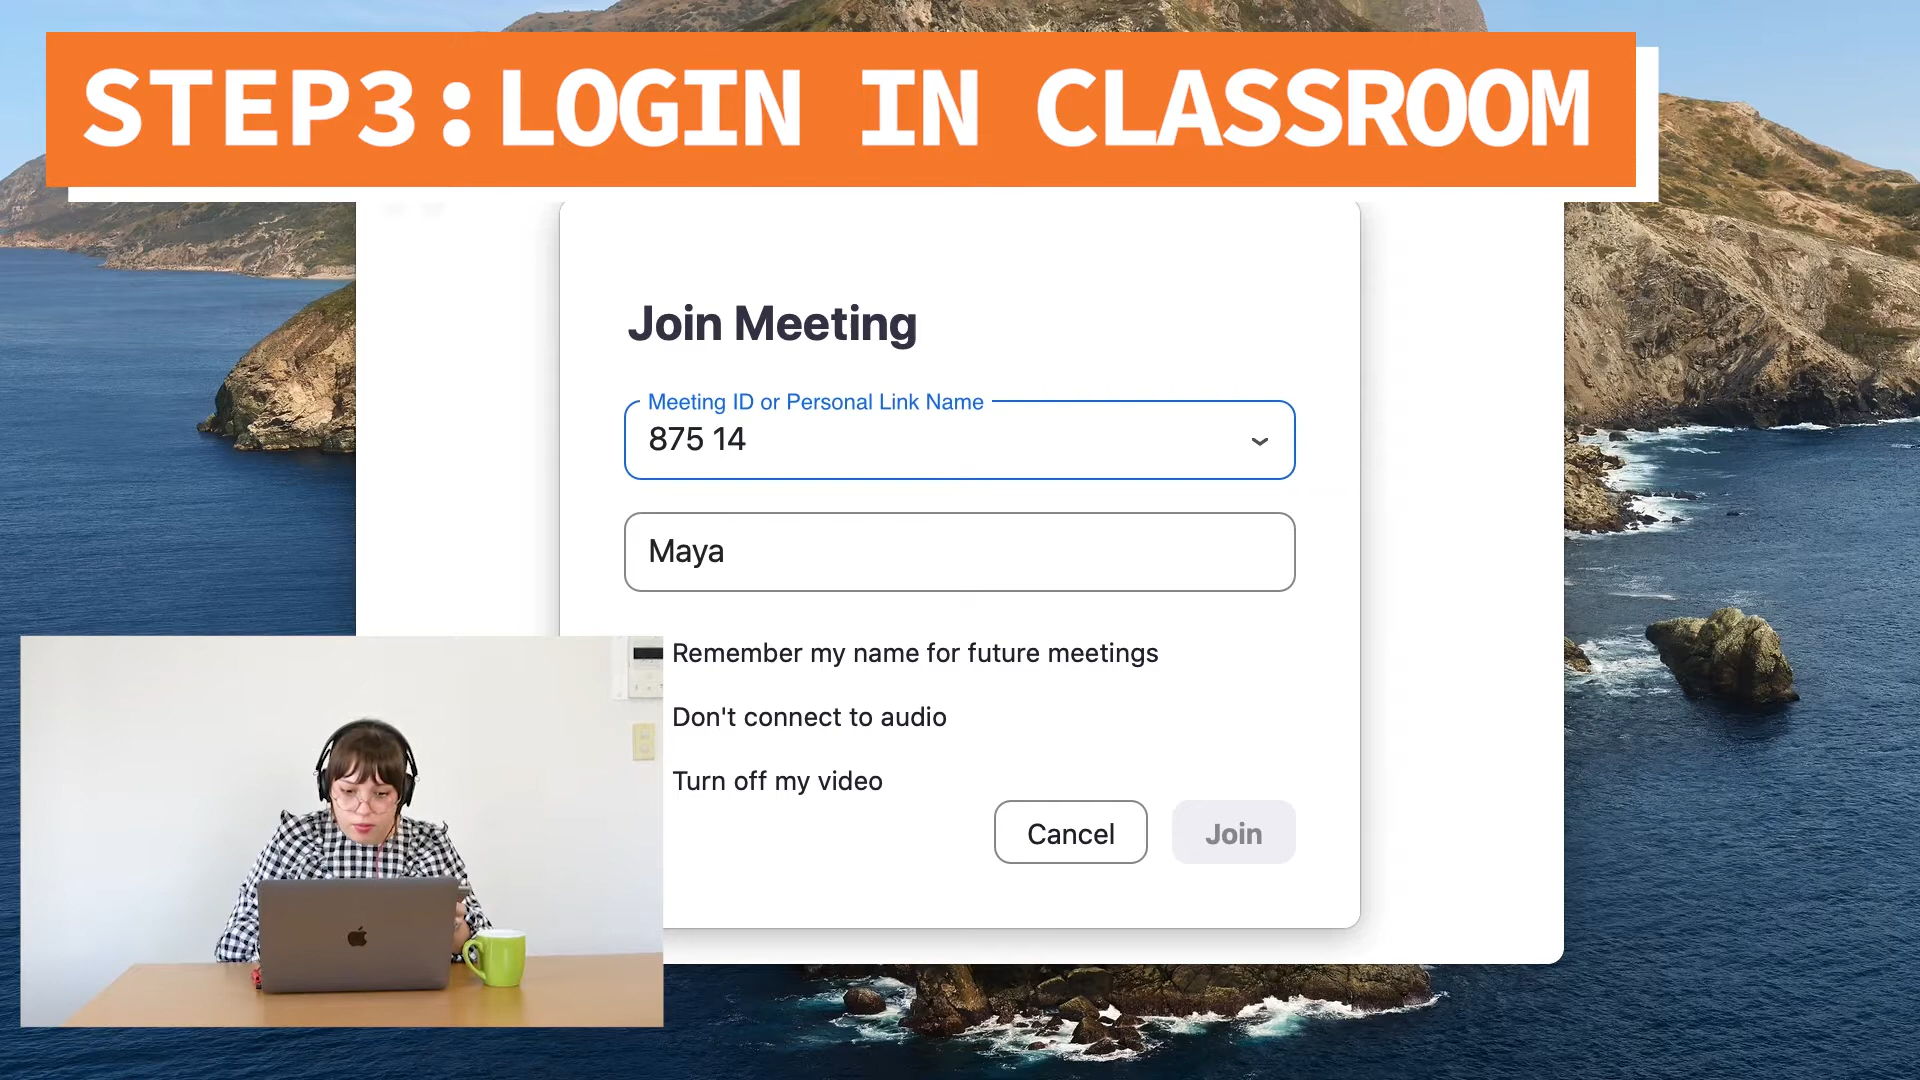 STEP3:LOGIN IN CLASSROOM
Join Meeting
Meeting ID or Personal Link Name
875 14
Maya
Remember my name for future meetings
Don't connect to audio
Turn off my video
Cancel
Join